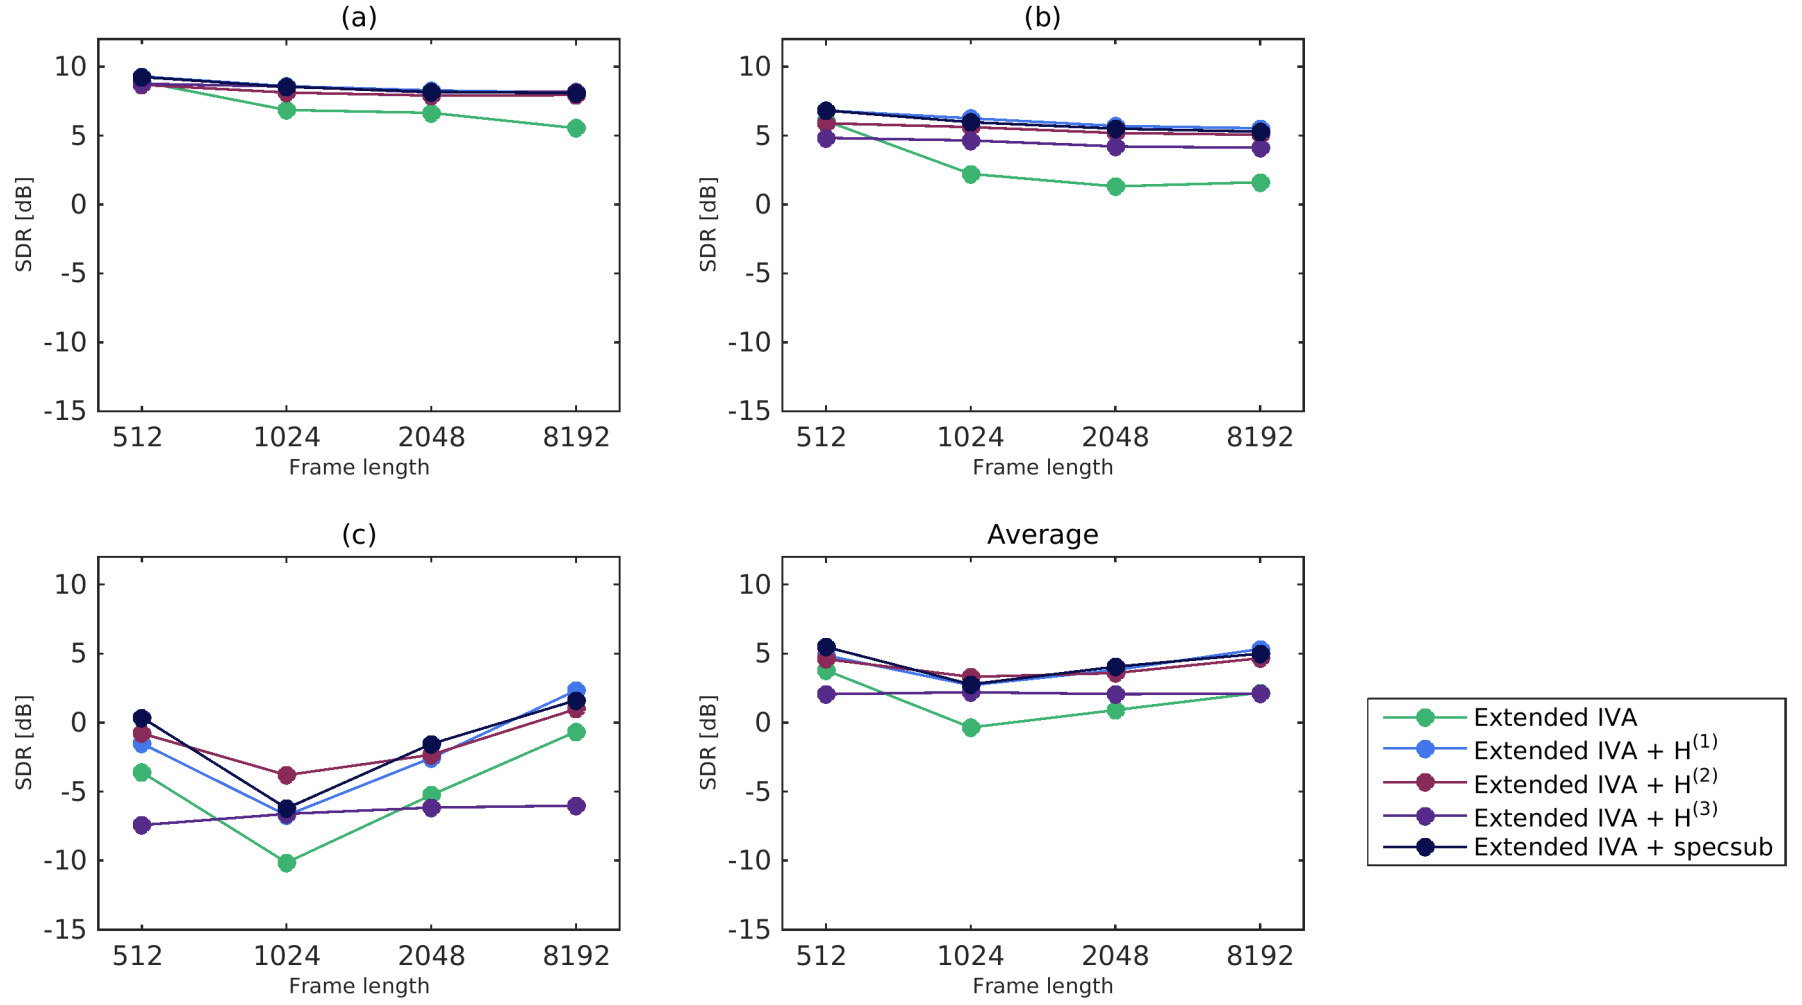 (a)
10
5
0
-5
-10
-15
SDR [dB]
512 1024 2048 8192
Frame length
(b)
10
5
0
-5
-10
-15
SDR [dB]
512 1024 2048 8192
Frame length
(c)
10
5
0
-5
-10
-15
SDR [dB]
512 1024 2048 8192
Frame length
Average
10
5
0
-5
-10
-15
SDR [dB]
512 1024 2048 8192
Frame length
Extended IVA
Extended IVA + H(1)
Extended IVA + H(2)
Extended IVA + H(3)
Extended IVA + specsub